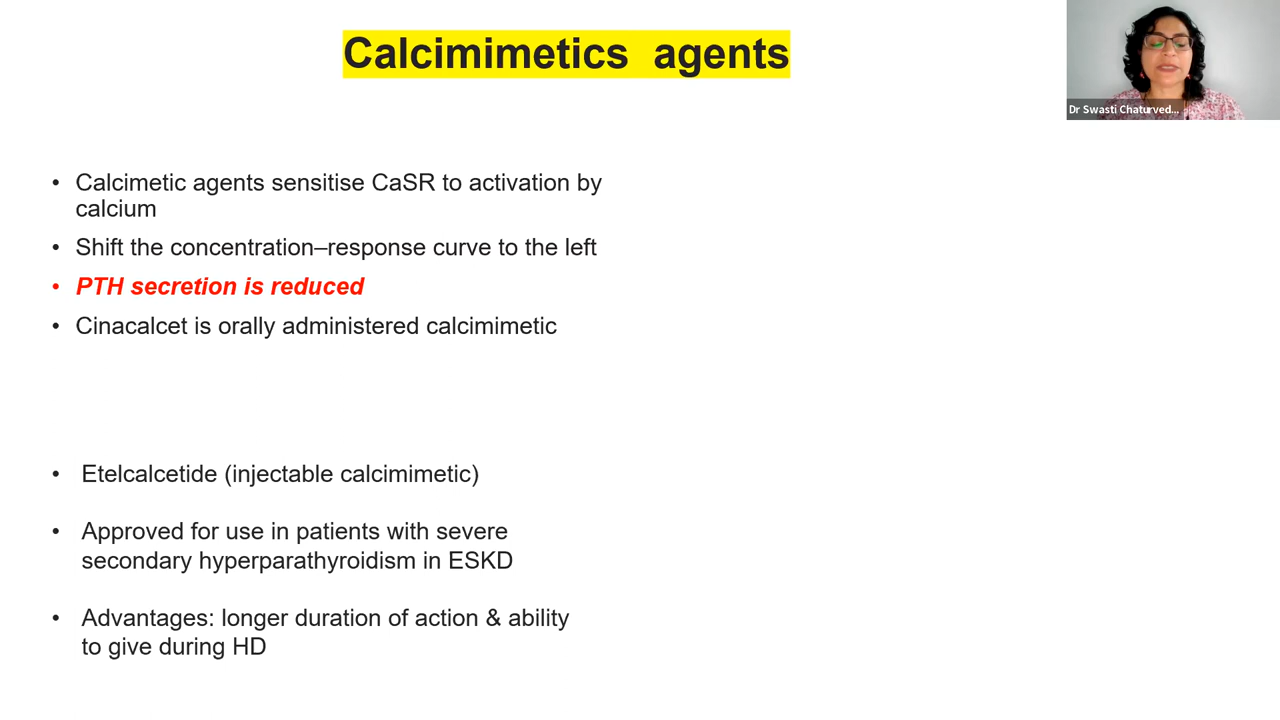 Calcimimetics agents
Dr Swasti Chaturved...
• Calcimetic agents sensitise CaSR to activation by
calcium
• Shift the concentration–response curve to the left
• PTH secretion is reduced
• Cinacalcet is orally administered calcimimetic
• Etelcalcetide (injectable calcimimetic)
• Approved for use in patients with severe
secondary hyperparathyroidism in ESKD
• Advantages: longer duration of action & ability
to give during HD